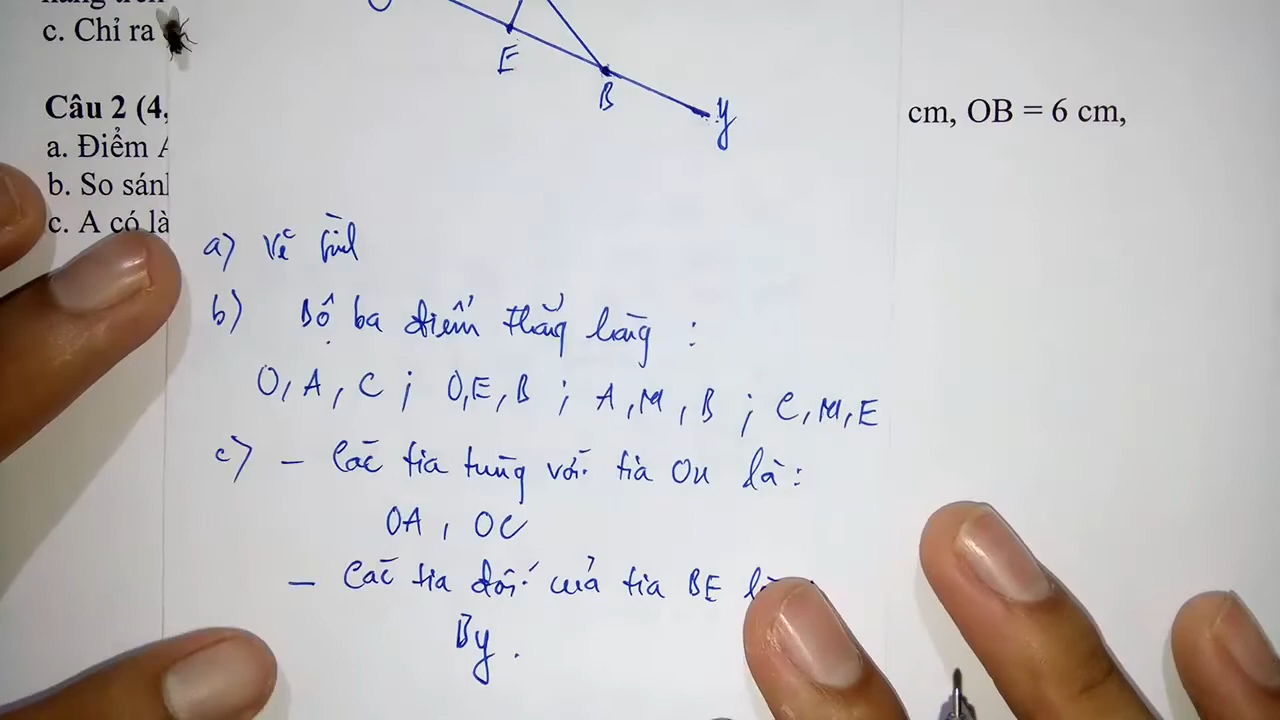 c. Chỉ ra
E
B
y
Câu 2 (4,
cm, OB = 6 cm,
a. Điểm A
b. So sánh
c. A có là
a) Vẽ hình
b) Bộ ba điểm thẳng hàng :
O, A, C ; O, E, B ; A, M, B ; C, M, E
c) - Các tia trùng với tia Ox là :
OA , OC
- Các tia đối của tia BE là
By .